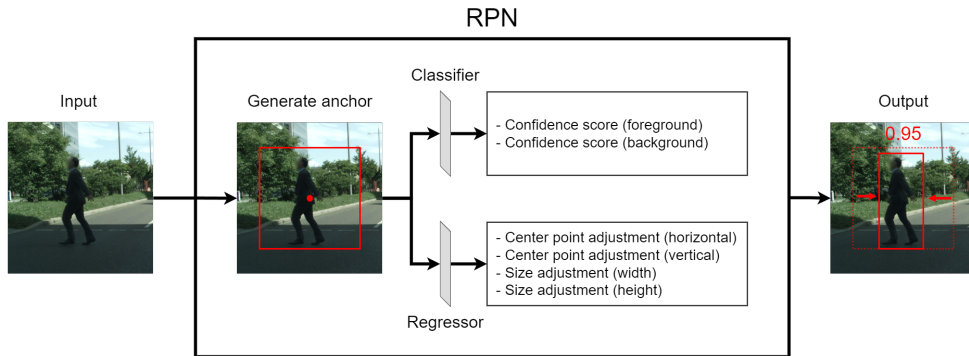 RPN
Input
Generate anchor
Classifier
- Confidence score (foreground)
- Confidence score (background)
- Center point adjustment (horizontal)
- Center point adjustment (vertical)
- Size adjustment (width)
- Size adjustment (height)
Regressor
Output
0.95